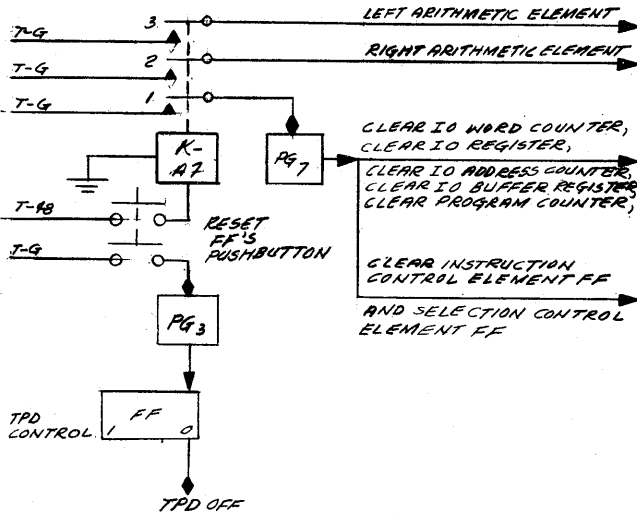 LEFT ARITHMETIC ELEMENT
3
T-G
RIGHT ARITHMETIC ELEMENT
2
T-G
1
T-G
K-
A7
PG7
CLEAR IO WORD COUNTER,
CLEAR IO REGISTER,
CLEAR IO ADDRESS COUNTER,
CLEAR IO BUFFER REGISTER,
CLEAR PROGRAM COUNTER,
T-48
RESET
FF'S
PUSHBUTTON
T-G
CLEAR INSTRUCTION
CONTROL ELEMENT FF
AND SELECTION CONTROL
ELEMENT FF
PG3
TPD
CONTROL
FF
1 0
TPD OFF